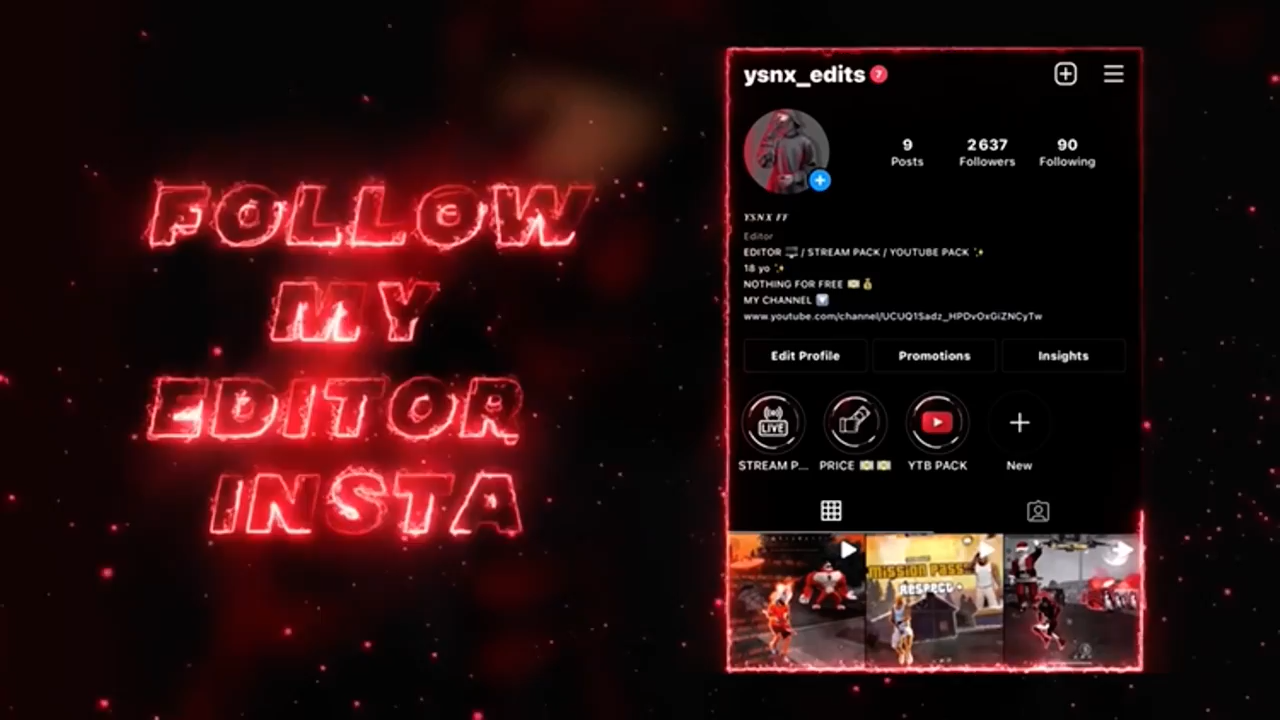 FOLLOW
MY
EDITOR
INSTA
ysnx_edits 7
9 2637 90
Posts Followers Following
YSNX FF
Editor
EDITOR / STREAM PACK / YOUTUBE PACK ✨
18 yo ✨
NOTHING FOR FREE 💵 💰
MY CHANNEL
www.youtube.com/channel/UCUQ1Sadz_HPDvOxGiZNCyTw
Edit Profile Promotions Insights
LIVE
STREAM P... PRICE 💵 💵 YTB PACK New
Mission Pass
RESPECT +